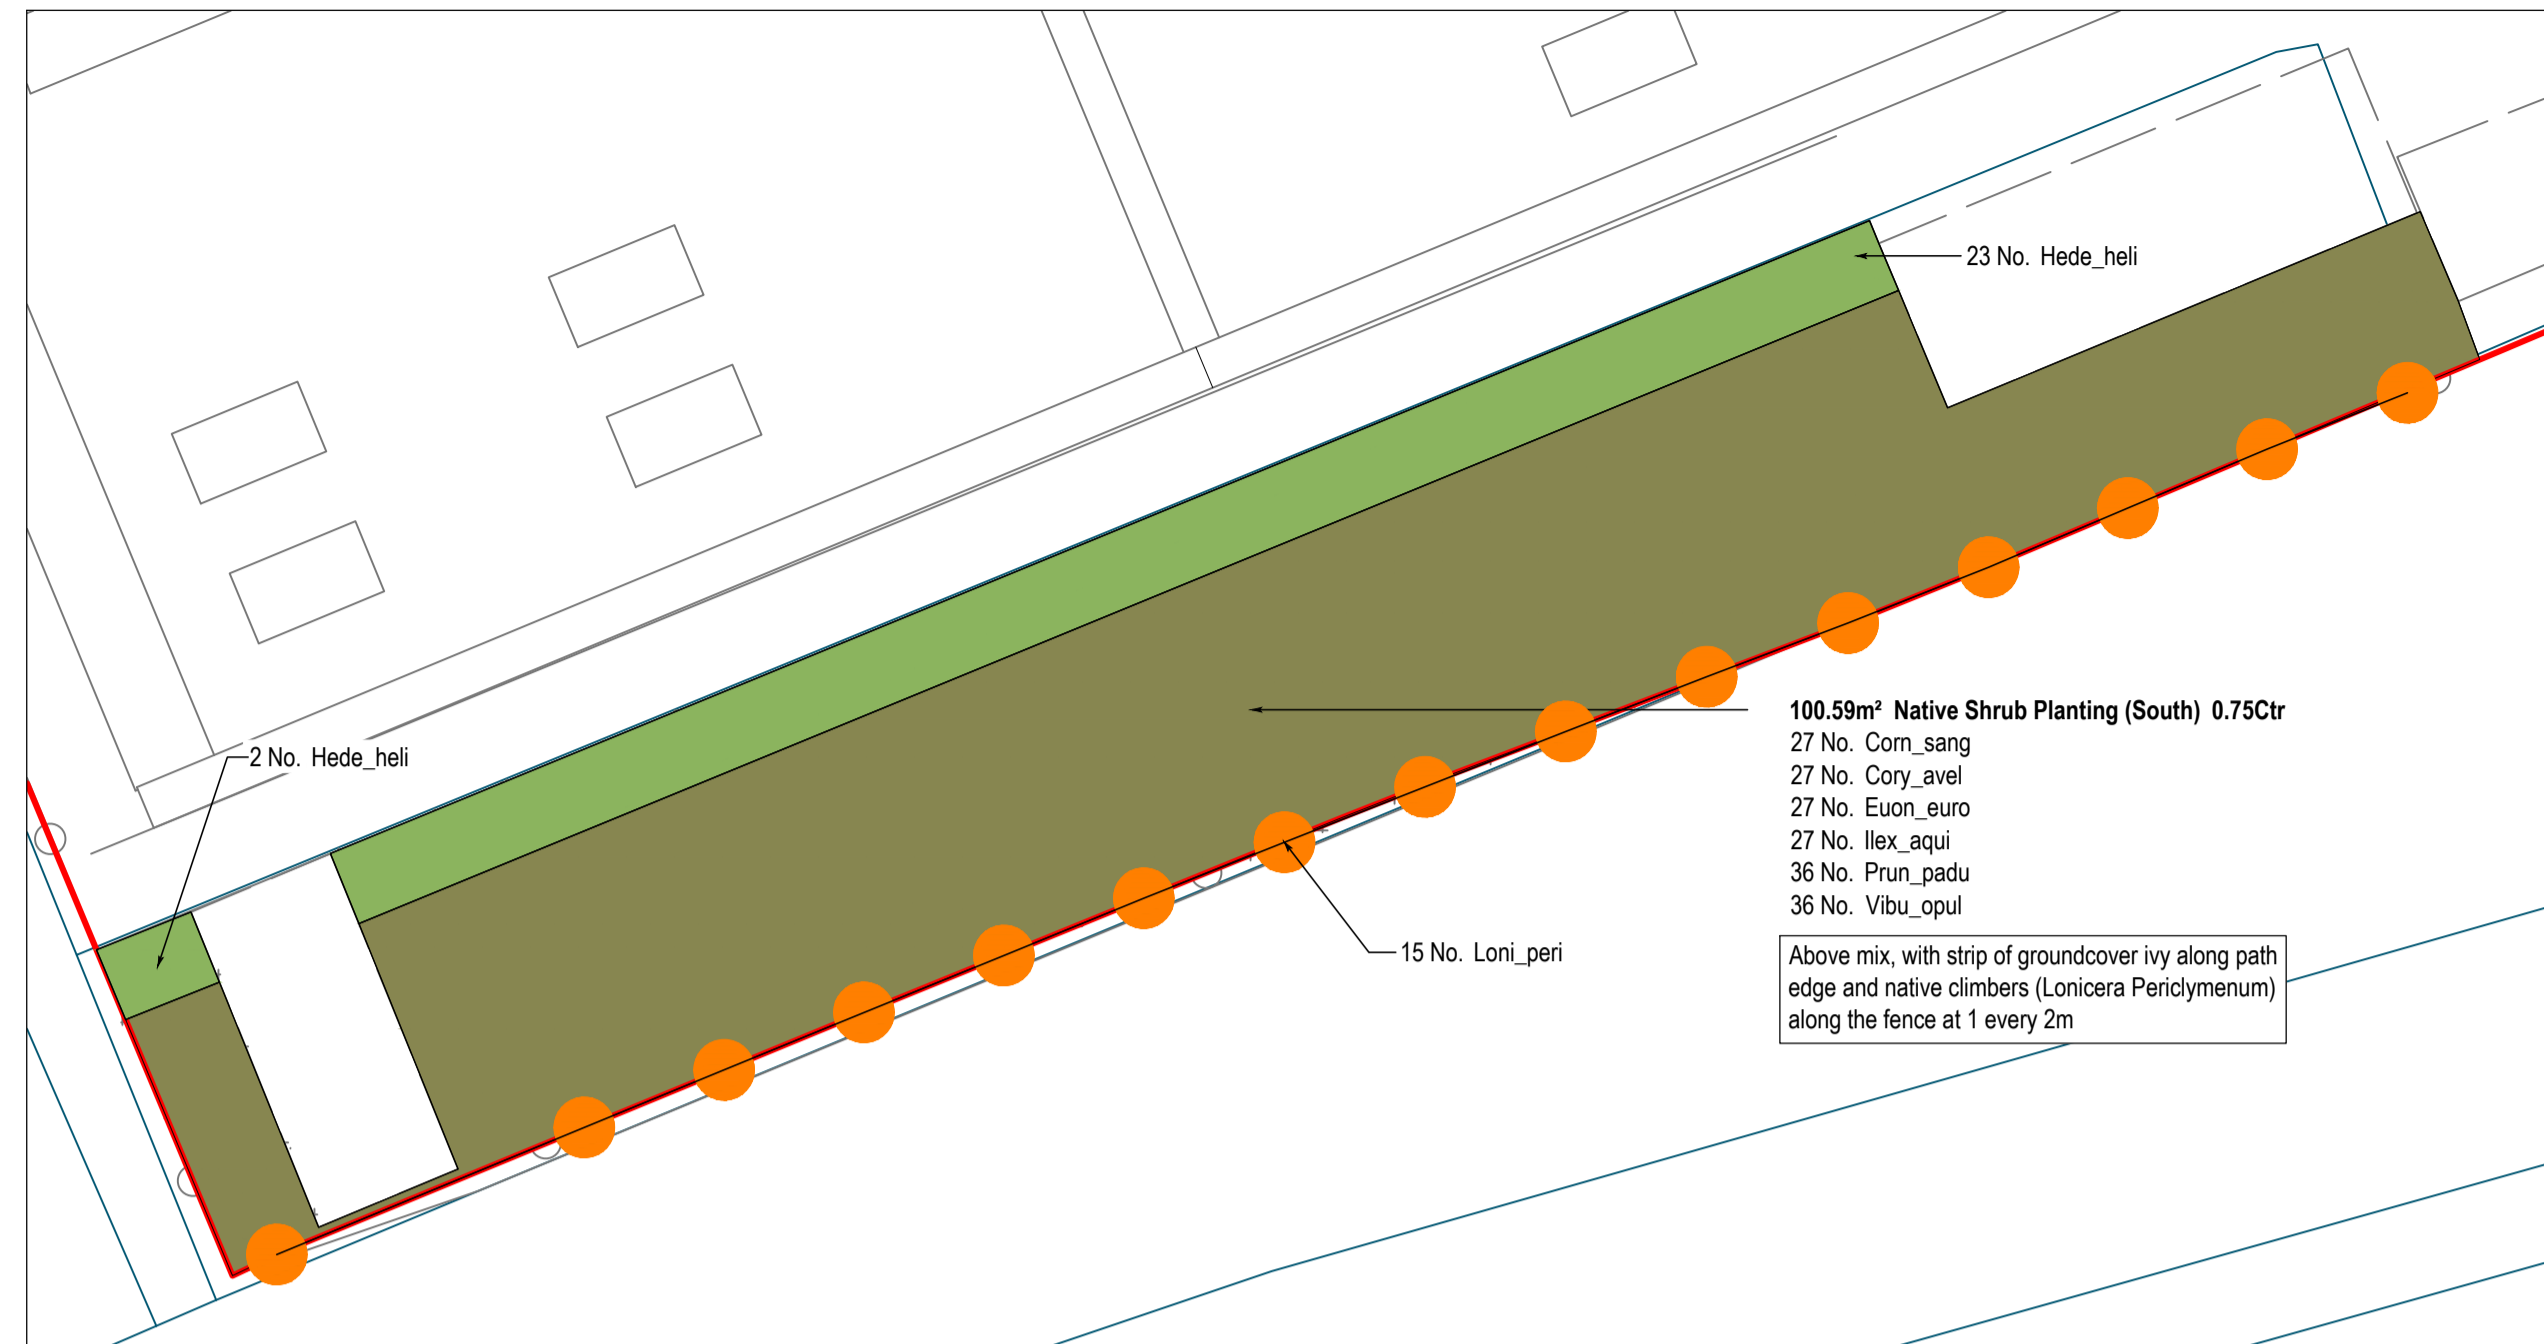 23 No. Hede_heli
2 No. Hede_heli
100.59m² Native Shrub Planting (South) 0.75Ctr
27 No. Corn_sang
27 No. Cory_avel
27 No. Euon_euro
27 No. Ilex_aqui
36 No. Prun_padu
36 No. Vibu_opul
15 No. Loni_peri
Above mix, with strip of groundcover ivy along path
edge and native climbers (Lonicera Periclymenum)
along the fence at 1 every 2m